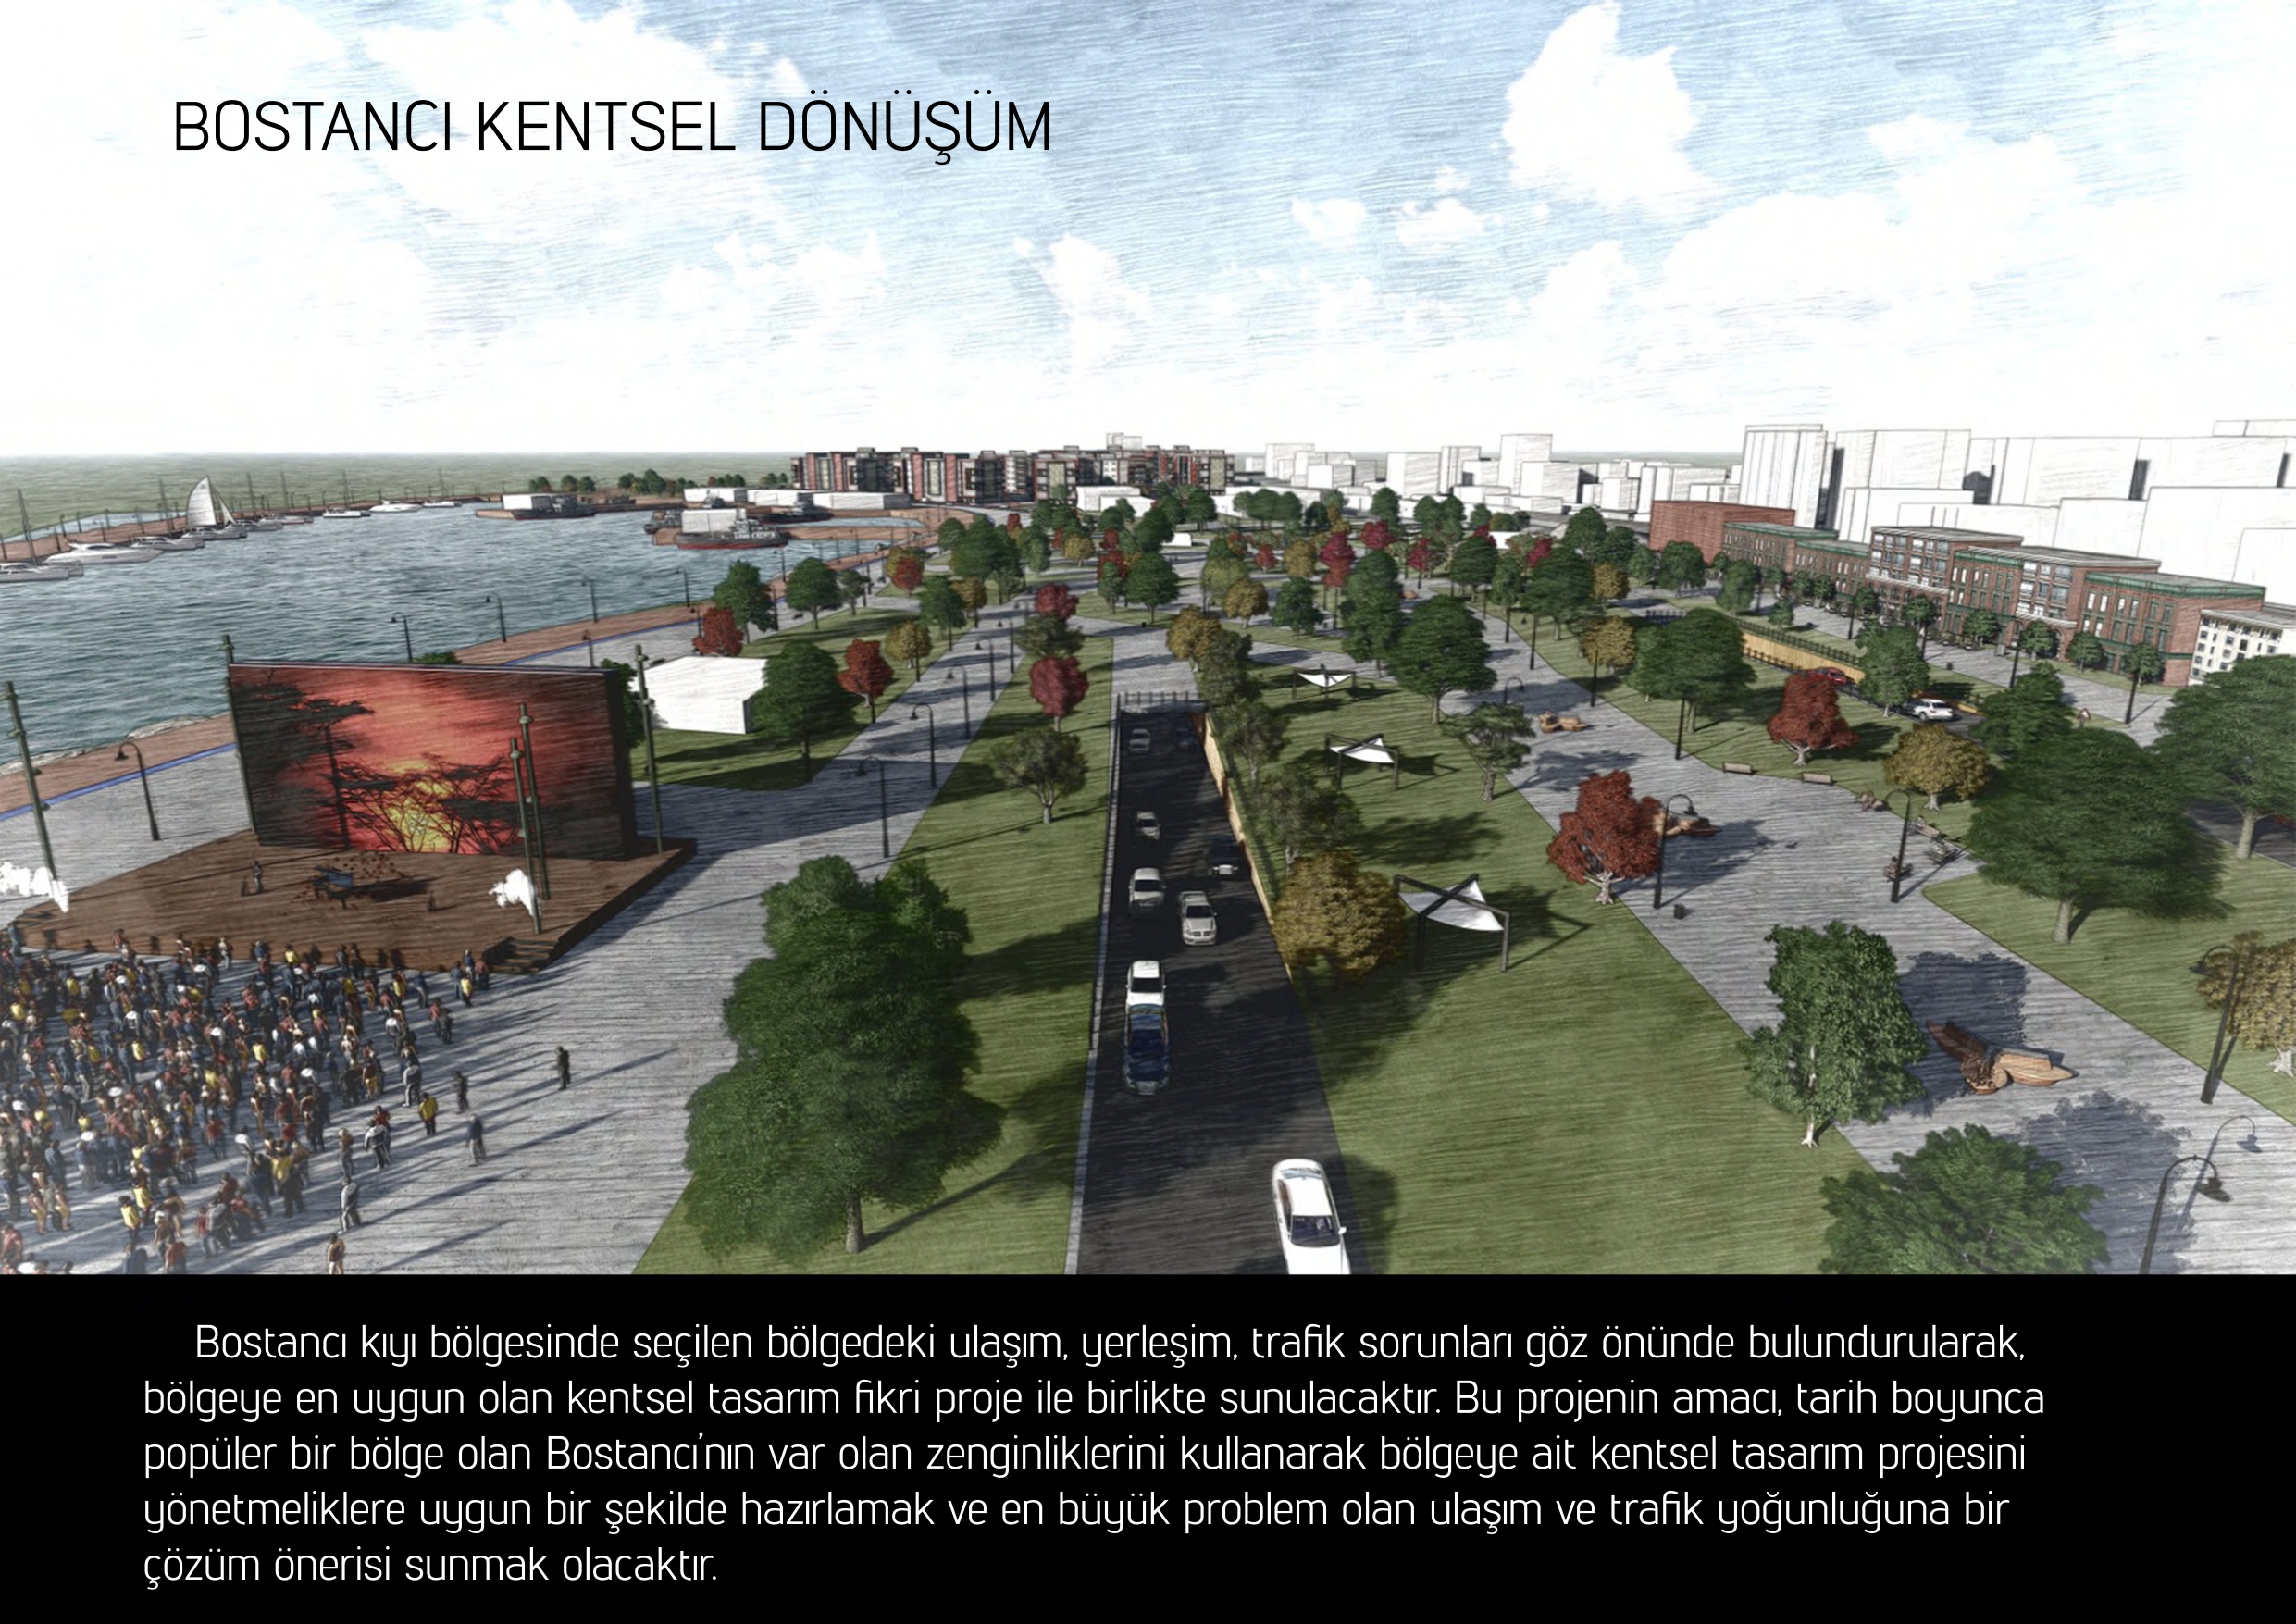 BOSTANCI KENTSEL DÖNÜŞÜM
Bostancı kıyı bölgesinde seçilen bölgedeki ulaşım, yerleşim, trafik sorunları göz önünde bulundurularak,
bölgeye en uygun olan kentsel tasarım fikri proje ile birlikte sunulacaktır. Bu projenin amacı, tarih boyunca
popüler bir bölge olan Bostancı'nın var olan zenginliklerini kullanarak bölgeye ait kentsel tasarım projesini
yönetmeliklere uygun bir şekilde hazırlamak ve en büyük problem olan ulaşım ve trafik yoğunluğuna bir
çözüm önerisi sunmak olacaktır.